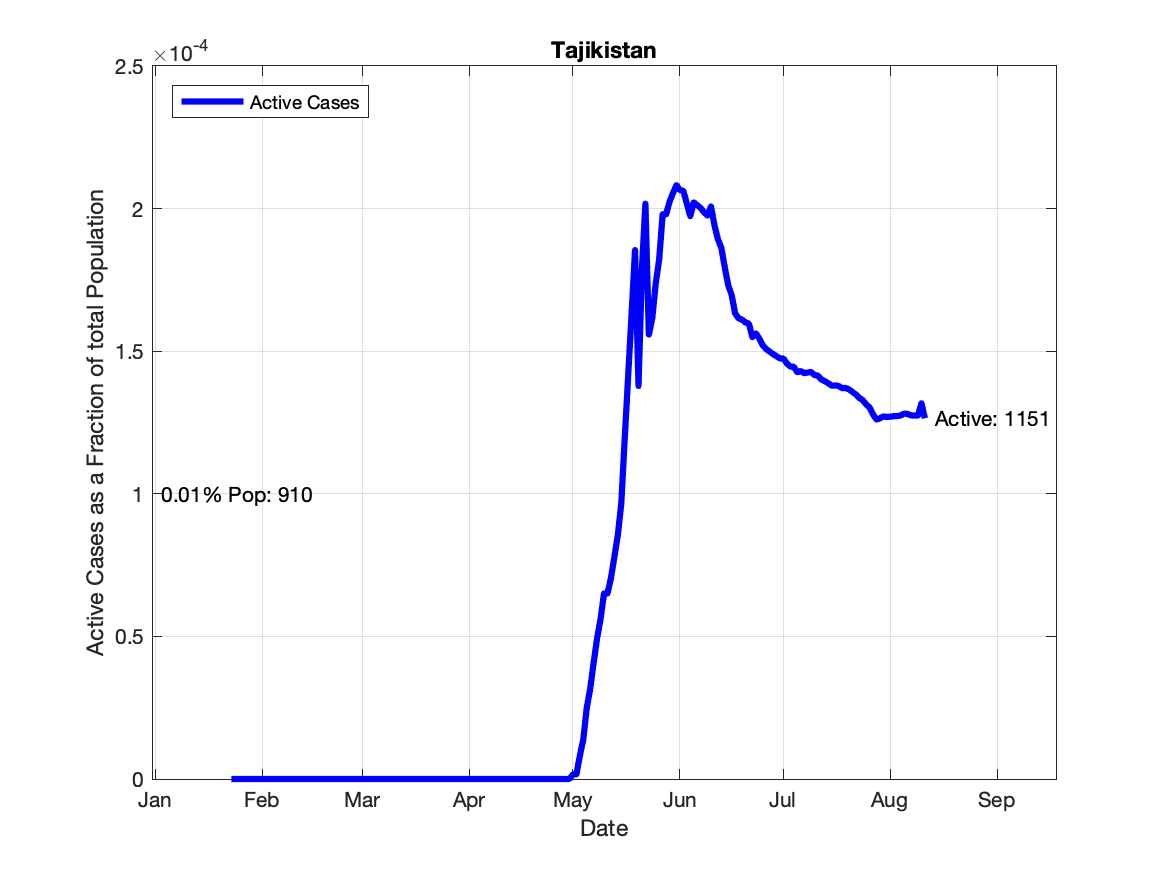 Tajikistan
×10-4
2.5
2
1.5
1
0.5
0
Active Cases as a Fraction of total Population
Active Cases
0.01% Pop: 910
Active: 1151
Jan Feb Mar Apr May Jun Jul Aug Sep
Date